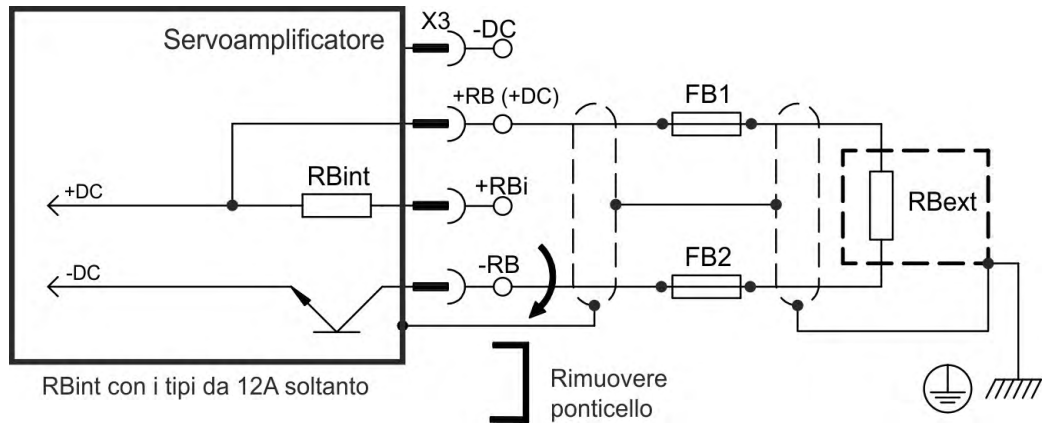 Servoamplificatore
X3
-DC
+RB (+DC)
FB1
+DC
RBint
+RBi
RBext
-DC
-RB
FB2
RBint con i tipi da 12A soltanto
Rimuovere
ponticello